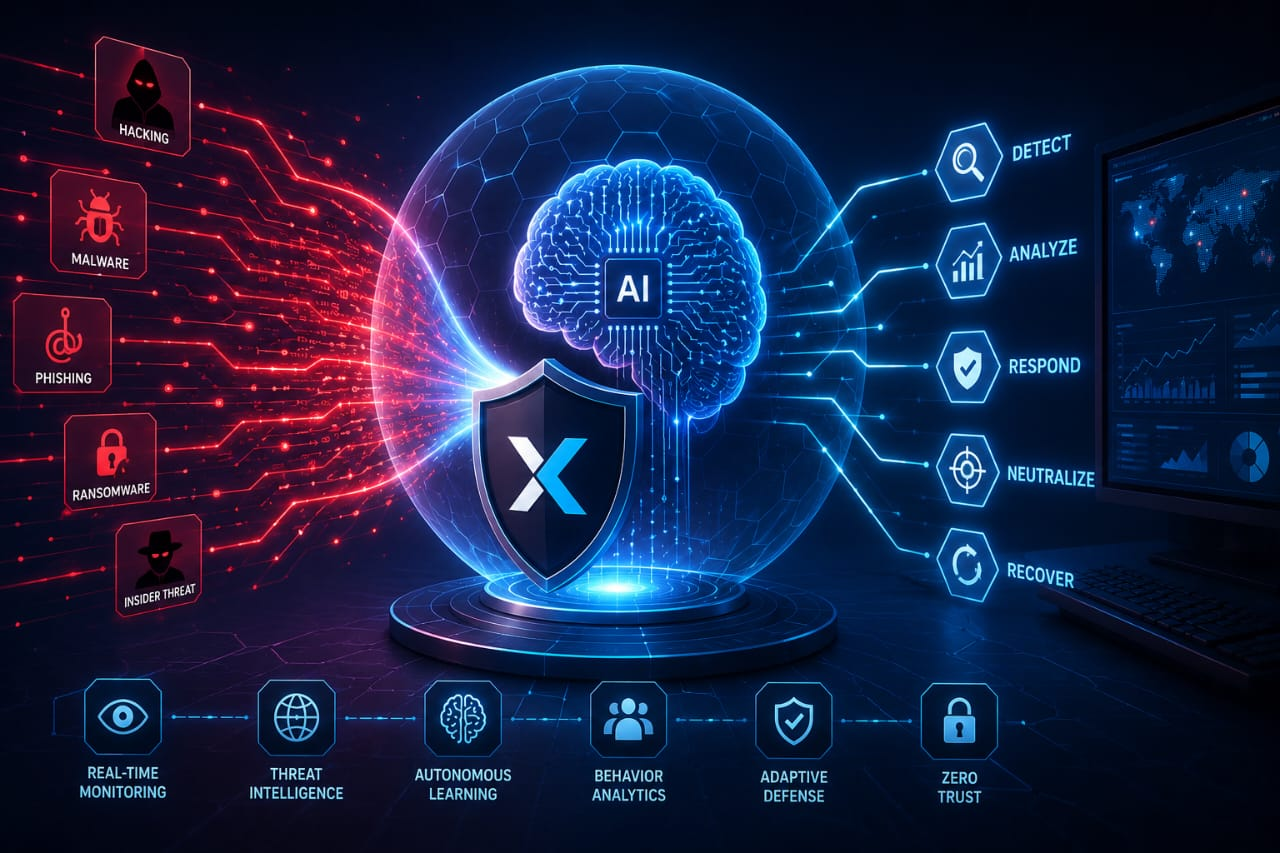 HACKING
MALWARE
PHISHING
RANSOMWARE
INSIDER THREAT
AI
X
DETECT
ANALYZE
RESPOND
NEUTRALIZE
RECOVER
REAL-TIME
MONITORING
THREAT
INTELLIGENCE
AUTONOMOUS
LEARNING
BEHAVIOR
ANALYTICS
ADAPTIVE
DEFENSE
ZERO
TRUST